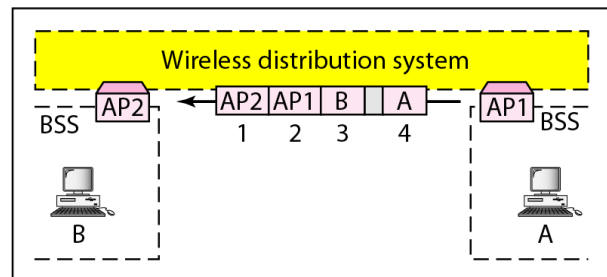 Wireless distribution system
AP2 AP2 AP1 B A AP1
BSS 1 2 3 4 BSS
B A